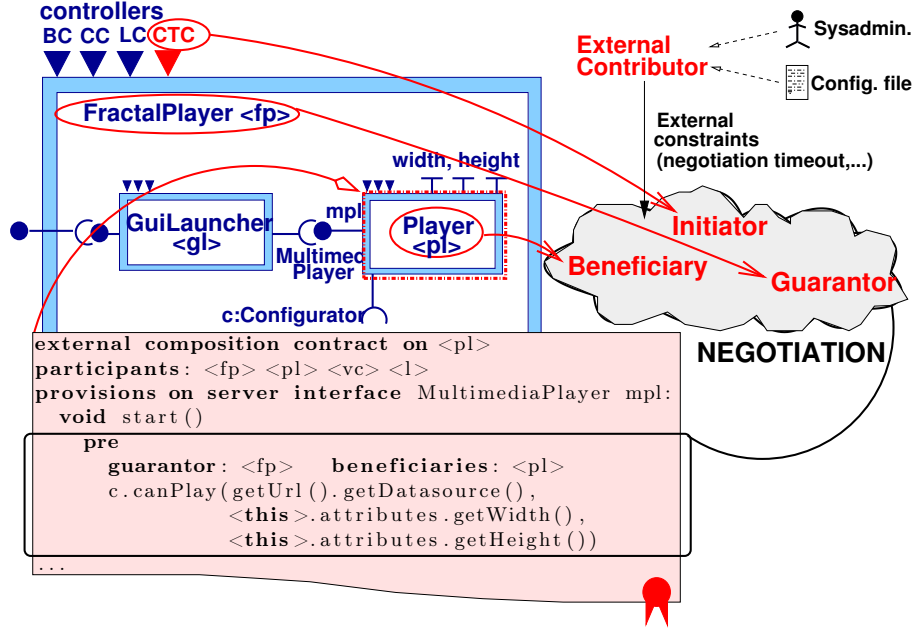 controllers
BC CC LC CTC
External
Contributor
Sysadmin.
Config. file
FractalPlayer <fp>
External
constraints
(negotiation timeout,...)
width, height
GuiLauncher
<gl>
mpl
Multimed
Player
Player
<pl>
Initiator
Beneficiary
Guarantor
c:Configurator
NEGOTIATION
external composition contract on <pl>
participants: <fp> <pl> <vc> <l>
provisions on server interface MultimediaPlayer mpl:
void start()
pre
guarantor: <fp> beneficiaries: <pl>
c.canPlay(getUrl().getDatasource(),
<this>.attributes.getWidth(),
<this>.attributes.getHeight())
...